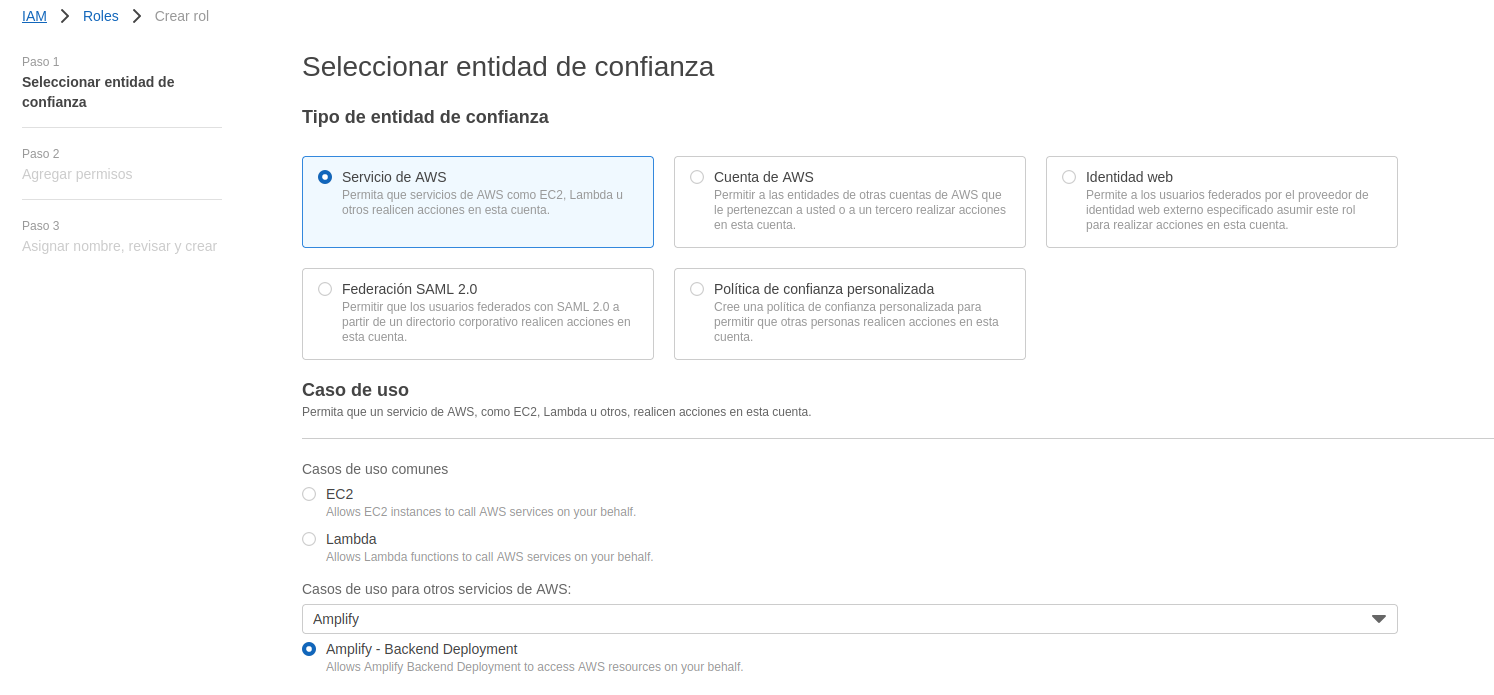 IAM > Roles > Crear rol
Paso 1
Seleccionar entidad de
confianza
Paso 2
Agregar permisos
Paso 3
Asignar nombre, revisar y crear
Seleccionar entidad de confianza
Tipo de entidad de confianza
Servicio de AWS
Permita que servicios de AWS como EC2, Lambda u
otros realicen acciones en esta cuenta.
Cuenta de AWS
Permitir a las entidades de otras cuentas de AWS que
le pertenezcan a usted o a un tercero realizar acciones
en esta cuenta.
Identidad web
Permite a los usuarios federados por el proveedor de
identidad web externo especificado asumir este rol
para realizar acciones en esta cuenta.
Federación SAML 2.0
Permitir que los usuarios federados con SAML 2.0 a
partir de un directorio corporativo realicen acciones en
esta cuenta.
Política de confianza personalizada
Cree una política de confianza personalizada para
permitir que otras personas realicen acciones en esta
cuenta.
Caso de uso
Permita que un servicio de AWS, como EC2, Lambda u otros, realicen acciones en esta cuenta.
Casos de uso comunes
EC2
Allows EC2 instances to call AWS services on your behalf.
Lambda
Allows Lambda functions to call AWS services on your behalf.
Casos de uso para otros servicios de AWS:
Amplify
Amplify - Backend Deployment
Allows Amplify Backend Deployment to access AWS resources on your behalf.